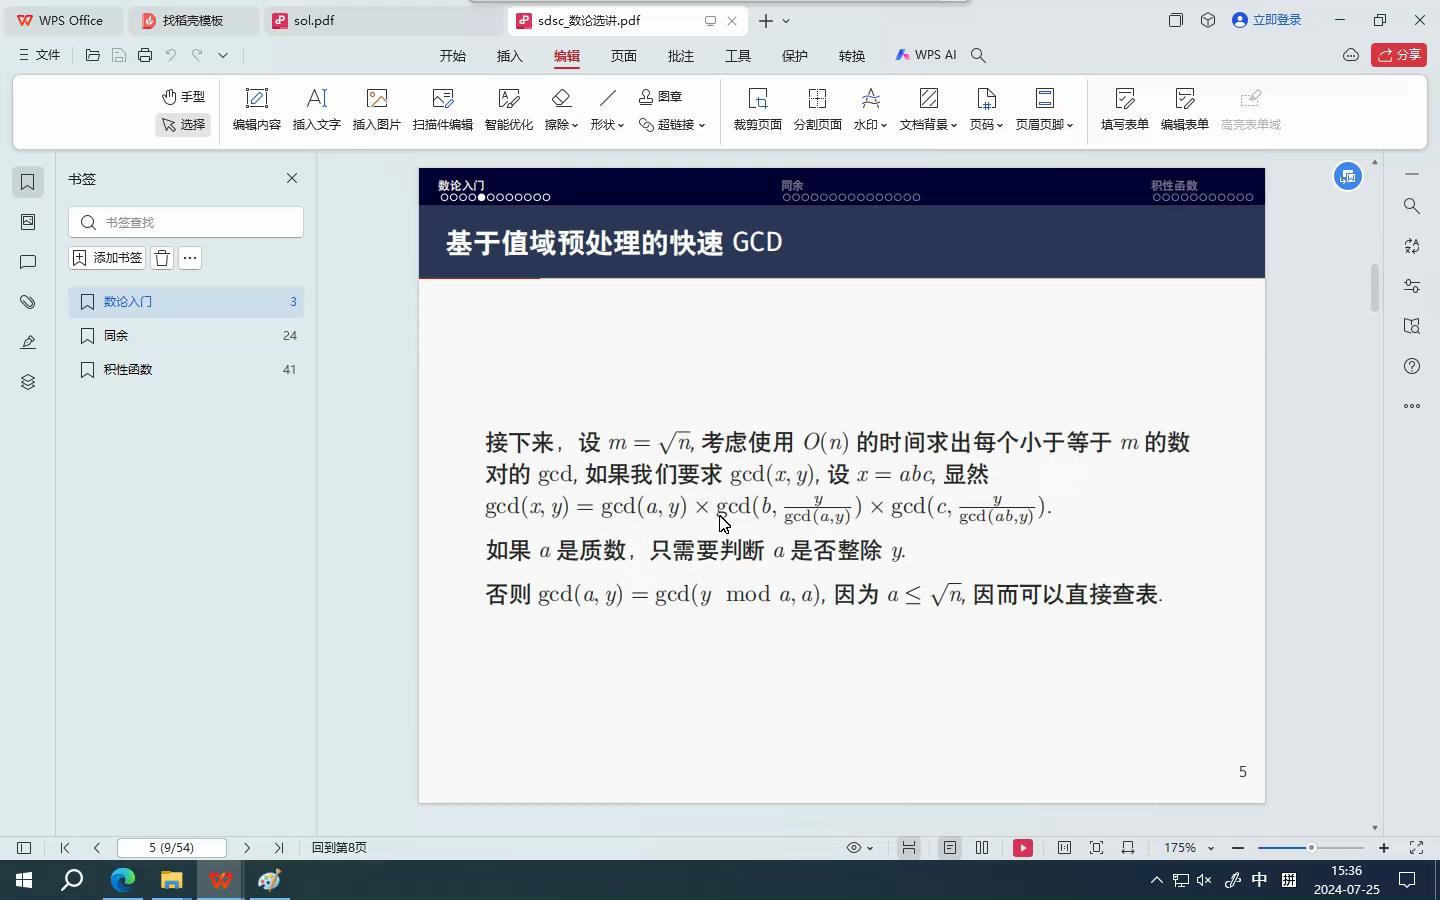 WPS Office
找稻壳模板
sol.pdf
sdsc_数论选讲.pdf
立即登录
文件
开始
插入
编辑
页面
批注
工具
保护
转换
WPS AI
分享
手型
选择
编辑内容
插入文字
插入图片
扫描件编辑
智能优化
擦除
形状
图章
超链接
裁剪页面
分割页面
水印
文档背景
页码
页眉页脚
填写表单
编辑表单
高亮表单域
书签
书签查找
添加书签
数论入门 3
同余 24
积性函数 41
数论入门
同余
积性函数
基于值域预处理的快速 GCD
接下来，设 m = √n, 考虑使用 O(n) 的时间求出每个小于等于 m 的数
对的 gcd, 如果我们要求 gcd(x, y), 设 x = abc, 显然
gcd(x, y) = gcd(a, y) × gcd(b, y/gcd(a,y)) × gcd(c, y/gcd(ab,y)).
如果 a 是质数，只需要判断 a 是否整除 y.
否则 gcd(a, y) = gcd(y mod a, a), 因为 a ≤ √n, 因而可以直接查表.
5
5 (9/54)
回到第8页
175%
中
拼
15:36
2024-07-25